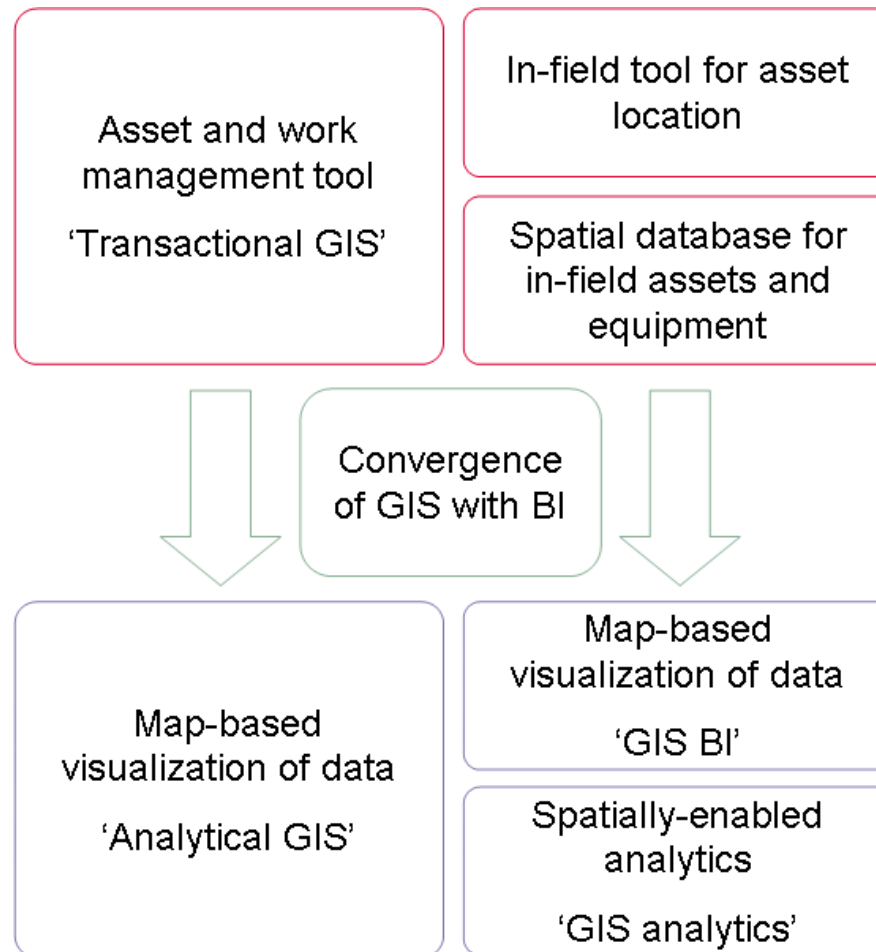 Asset and work
management tool
‘Transactional GIS’
In-field tool for asset
location
Spatial database for
in-field assets and
equipment
Convergence
of GIS with BI
Map-based
visualization of data
‘Analytical GIS’
Map-based
visualization of data
‘GIS BI’
Spatially-enabled
analytics
‘GIS analytics’